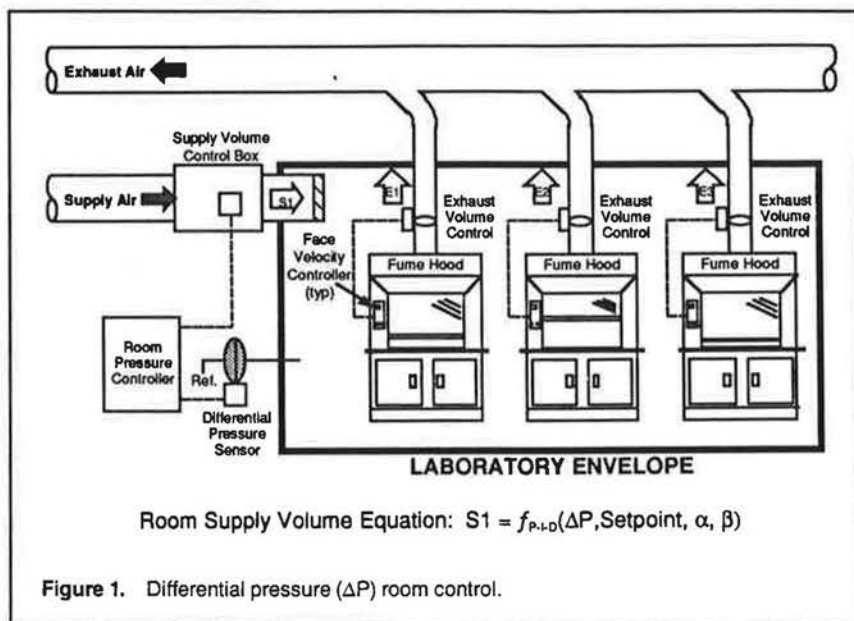 Exhaust Air
Supply Volume
Control Box
Supply Air
S1
E1
E2
E3
Exhaust
Volume
Control
Exhaust
Volume
Control
Exhaust
Volume
Control
Face
Velocity
Controller
(typ)
Fume Hood
Fume Hood
Fume Hood
Room
Pressure
Controller
Ref.
Differential
Pressure
Sensor
LABORATORY ENVELOPE
Room Supply Volume Equation: S1 = f P-I-D(ΔP,Setpoint, α, β)
Figure 1. Differential pressure (ΔP) room control.